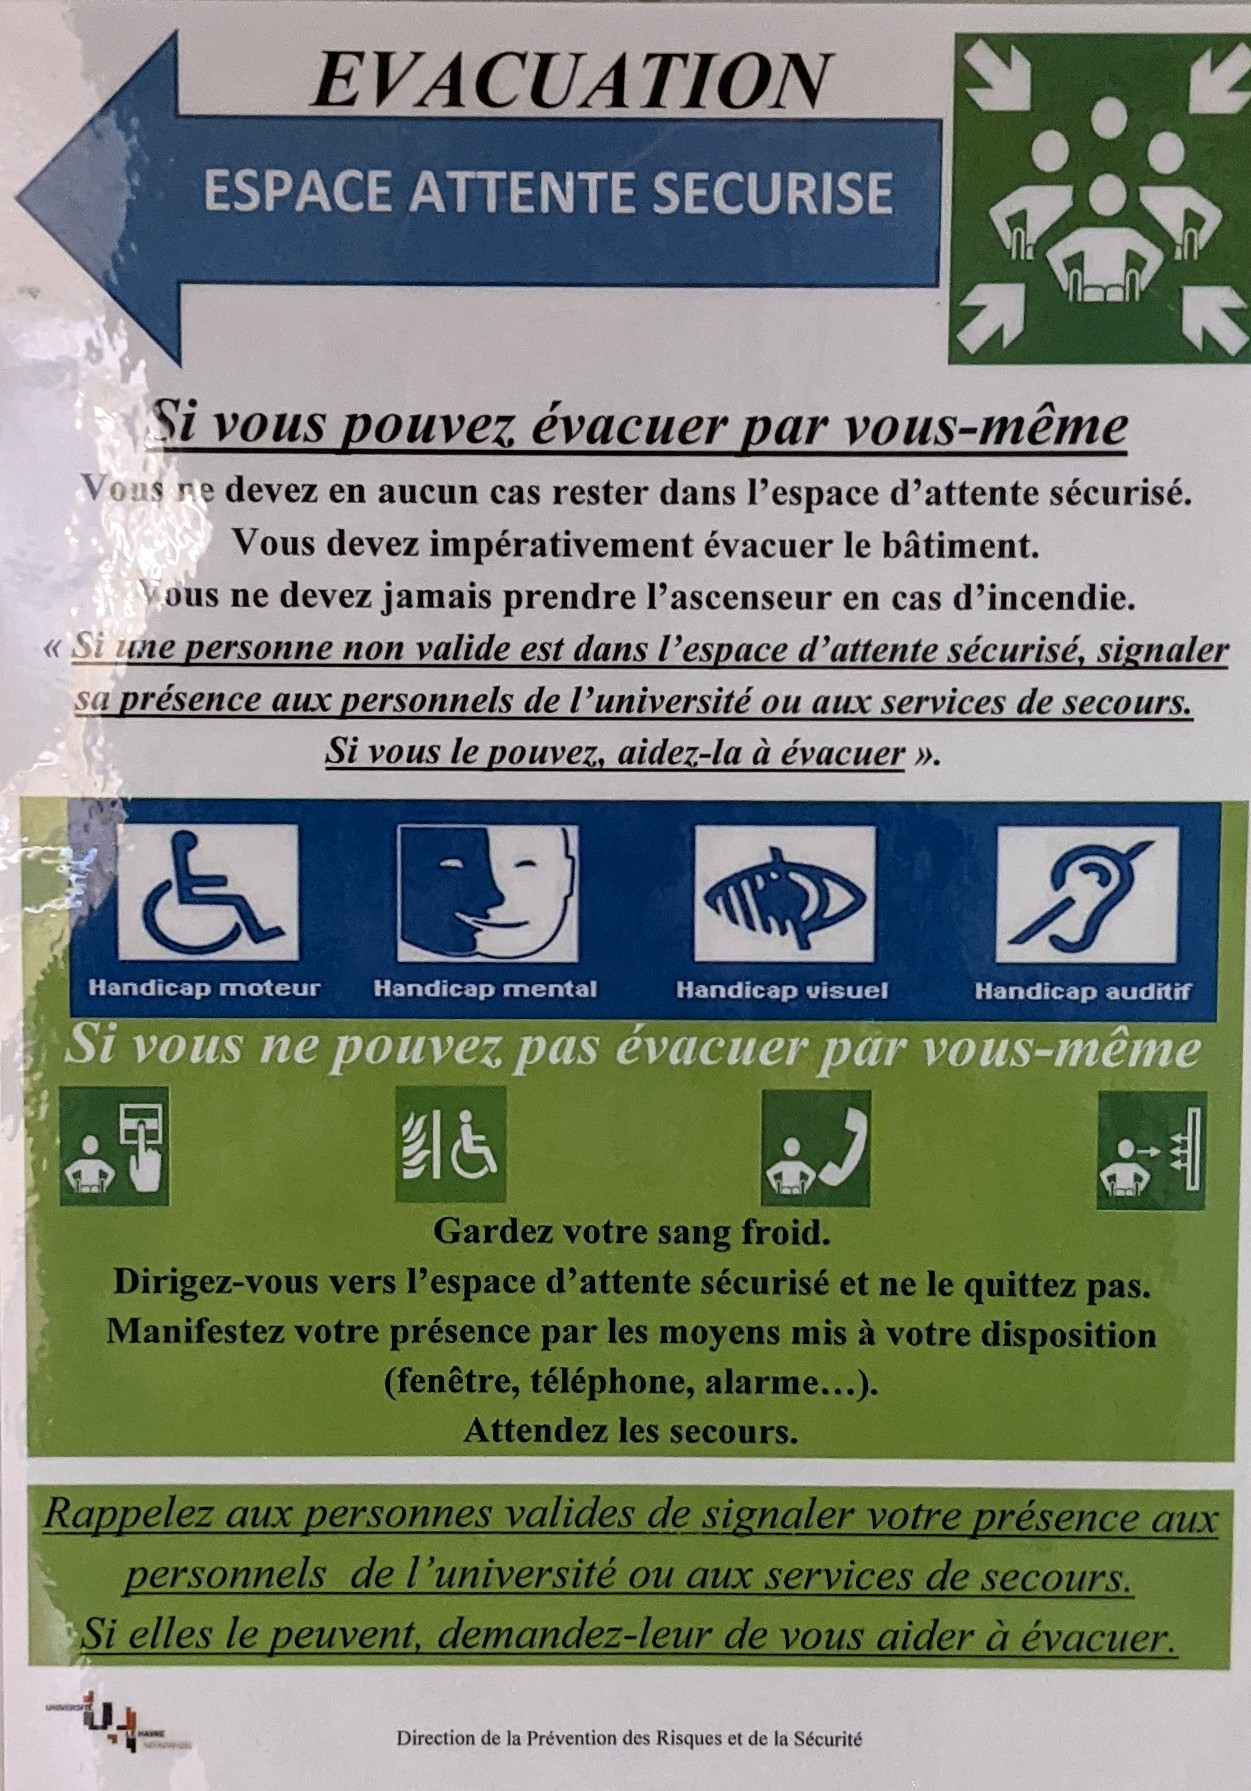 EVACUATION
ESPACE ATTENTE SECURISE
Si vous pouvez évacuer par vous-même
Vous ne devez en aucun cas rester dans l’espace d’attente sécurisé.
Vous devez impérativement évacuer le bâtiment.
Vous ne devez jamais prendre l’ascenseur en cas d’incendie.
« Si une personne non valide est dans l’espace d’attente sécurisé, signaler
sa présence aux personnels de l’université ou aux services de secours.
Si vous le pouvez, aidez-la à évacuer ».
Handicap moteur Handicap mental Handicap visuel Handicap auditif
Si vous ne pouvez pas évacuer par vous-même
Gardez votre sang froid.
Dirigez-vous vers l’espace d’attente sécurisé et ne le quittez pas.
Manifestez votre présence par les moyens mis à votre disposition
(fenêtre, téléphone, alarme…).
Attendez les secours.
Rappelez aux personnes valides de signaler votre présence aux
personnels de l’université ou aux services de secours.
Si elles le peuvent, demandez-leur de vous aider à évacuer.
UNIVERSITÉ
LE HAVRE
NORMANDIE
Direction de la Prévention des Risques et de la Sécurité